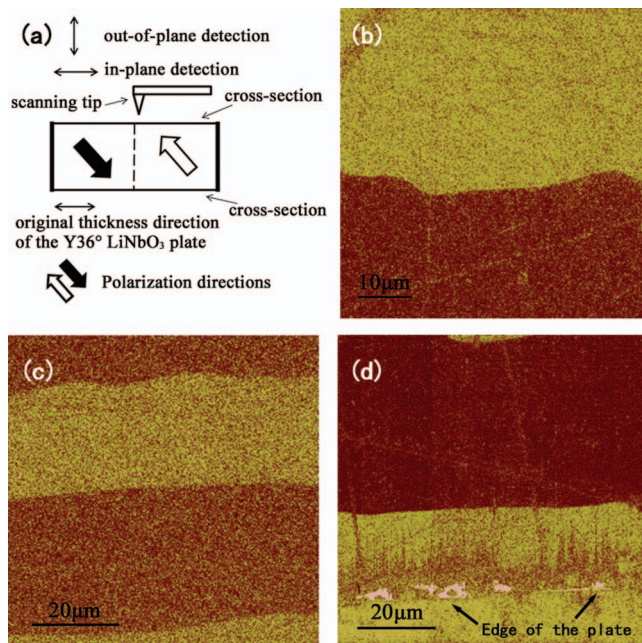 (a)
out-of-plane detection
in-plane detection
scanning tip
cross-section
cross-section
original thickness direction
of the Y36° LiNbO₃ plate
Polarization directions
(b)
10μm
(c)
20μm
(d)
20μm
Edge of the plate